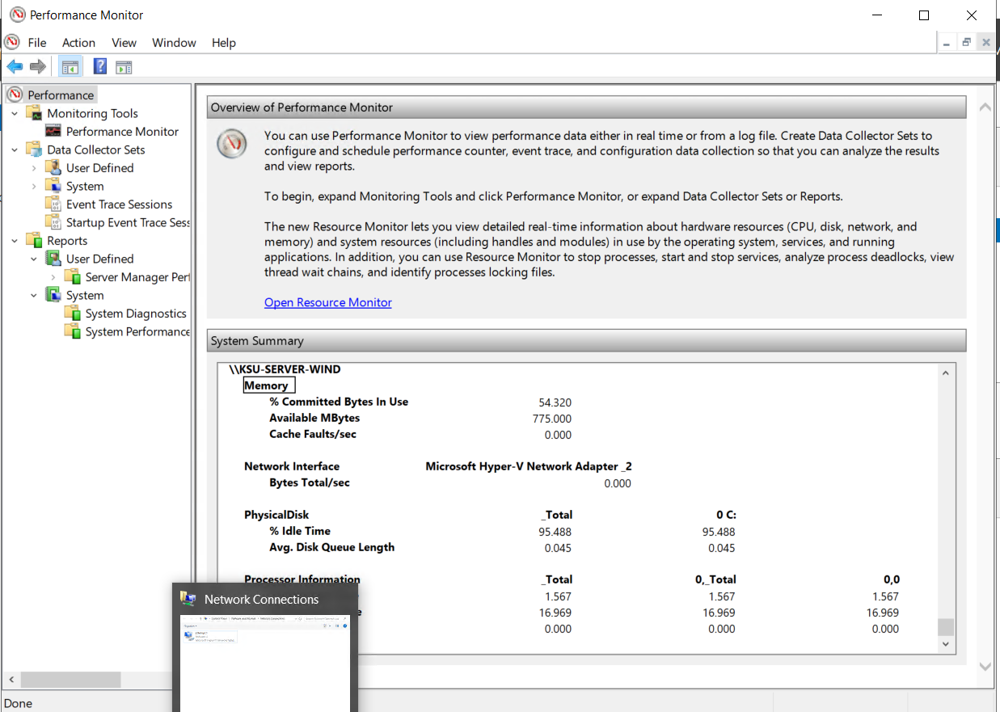 Performance Monitor
File Action View Window Help
Performance
Monitoring Tools
Performance Monitor
Data Collector Sets
User Defined
System
Event Trace Sessions
Startup Event Trace Sess
Reports
User Defined
Server Manager Perf
System
System Diagnostics
System Performance
Overview of Performance Monitor
You can use Performance Monitor to view performance data either in real time or from a log file. Create Data Collector Sets to
configure and schedule performance counter, event trace, and configuration data collection so that you can analyze the results
and view reports.
To begin, expand Monitoring Tools and click Performance Monitor, or expand Data Collector Sets or Reports.
The new Resource Monitor lets you view detailed real-time information about hardware resources (CPU, disk, network, and
memory) and system resources (including handles and modules) in use by the operating system, services, and running
applications. In addition, you can use Resource Monitor to stop processes, start and stop services, analyze process deadlocks, view
thread wait chains, and identify processes locking files.
Open Resource Monitor
System Summary
\\KSU-SERVER-WIND
Memory
% Committed Bytes In Use 54.320
Available MBytes 775.000
Cache Faults/sec 0.000
Network Interface Microsoft Hyper-V Network Adapter _2
Bytes Total/sec 0.000
PhysicalDisk _Total 0 C:
% Idle Time 95.488 95.488
Avg. Disk Queue Length 0.045 0.045
Processor Information _Total 0,_Total 0,0
1.567 1.567 1.567
16.969 16.969 16.969
0.000 0.000 0.000
Network Connections
Done